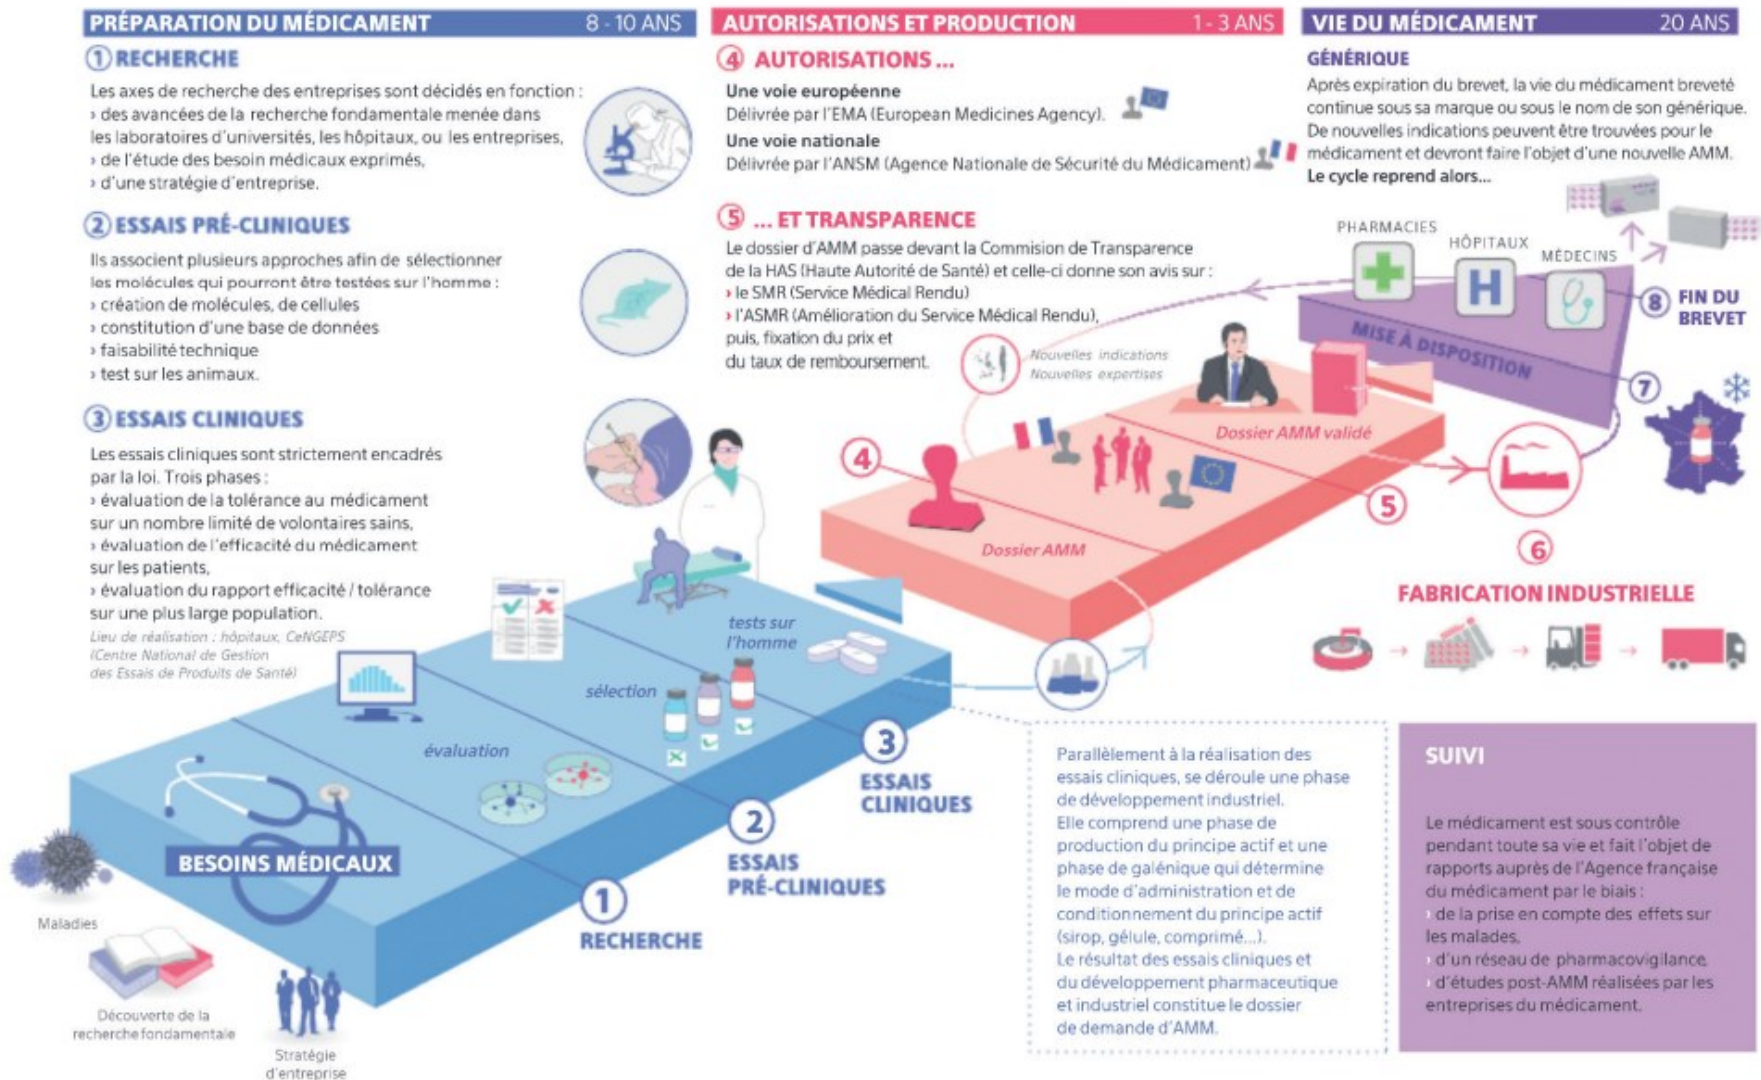 PRÉPARATION DU MÉDICAMENT 8 - 10 ANS
① RECHERCHE
Les axes de recherche des entreprises sont décidés en fonction :
› des avancées de la recherche fondamentale menée dans
les laboratoires d'universités, les hôpitaux, ou les entreprises,
› de l'étude des besoin médicaux exprimés,
› d'une stratégie d'entreprise.
② ESSAIS PRÉ-CLINIQUES
Ils associent plusieurs approches afin de sélectionner
les molécules qui pourront être testées sur l'homme :
› création de molécules, de cellules
› constitution d'une base de données
› faisabilité technique
› test sur les animaux.
③ ESSAIS CLINIQUES
Les essais cliniques sont strictement encadrés
par la loi. Trois phases :
› évaluation de la tolérance au médicament
sur un nombre limité de volontaires sains,
› évaluation de l'efficacité du médicament
sur les patients,
› évaluation du rapport efficacité / tolérance
sur une plus large population.
Lieu de réalisation : hôpitaux, CeNGEPS
(Centre National de Gestion
des Essais de Produits de Santé)
AUTORISATIONS ET PRODUCTION 1 - 3 ANS
④ AUTORISATIONS ...
Une voie européenne
Délivrée par l'EMA (European Medicines Agency).
Une voie nationale
Délivrée par l'ANSM (Agence Nationale de Sécurité du Médicament)
⑤ ... ET TRANSPARENCE
Le dossier d'AMM passe devant la Commision de Transparence
de la HAS (Haute Autorité de Santé) et celle-ci donne son avis sur :
› le SMR (Service Médical Rendu)
› l'ASMR (Amélioration du Service Médical Rendu),
puis, fixation du prix et
du taux de remboursement.
Nouvelles indications
Nouvelles expertises
VIE DU MÉDICAMENT 20 ANS
GÉNÉRIQUE
Après expiration du brevet, la vie du médicament breveté
continue sous sa marque ou sous le nom de son générique.
De nouvelles indications peuvent être trouvées pour le
médicament et devront faire l'objet d'une nouvelle AMM.
Le cycle reprend alors...
PHARMACIES
HÔPITAUX
MÉDECINS
H
⑧ FIN DU
BREVET
MISE À DISPOSITION
⑦
④
Dossier AMM validé
⑤
Dossier AMM
⑥
FABRICATION INDUSTRIELLE
tests sur
l'homme
sélection
évaluation
③
ESSAIS
CLINIQUES
②
ESSAIS
PRÉ-CLINIQUES
①
RECHERCHE
BESOINS MÉDICAUX
Maladies
Découverte de la
recherche fondamentale
Stratégie
d'entreprise
Parallèlement à la réalisation des
essais cliniques, se déroule une phase
de développement industriel.
Elle comprend une phase de
production du principe actif et une
phase de galénique qui détermine
le mode d'administration et de
conditionnement du principe actif
(sirop, gélule, comprimé...).
Le résultat des essais cliniques et
du développement pharmaceutique
et industriel constitue le dossier
de demande d'AMM.
SUIVI
Le médicament est sous contrôle
pendant toute sa vie et fait l'objet de
rapports auprès de l'Agence française
du médicament par le biais :
› de la prise en compte des effets sur
les malades,
› d'un réseau de pharmacovigilance,
› d'études post-AMM réalisées par les
entreprises du médicament.